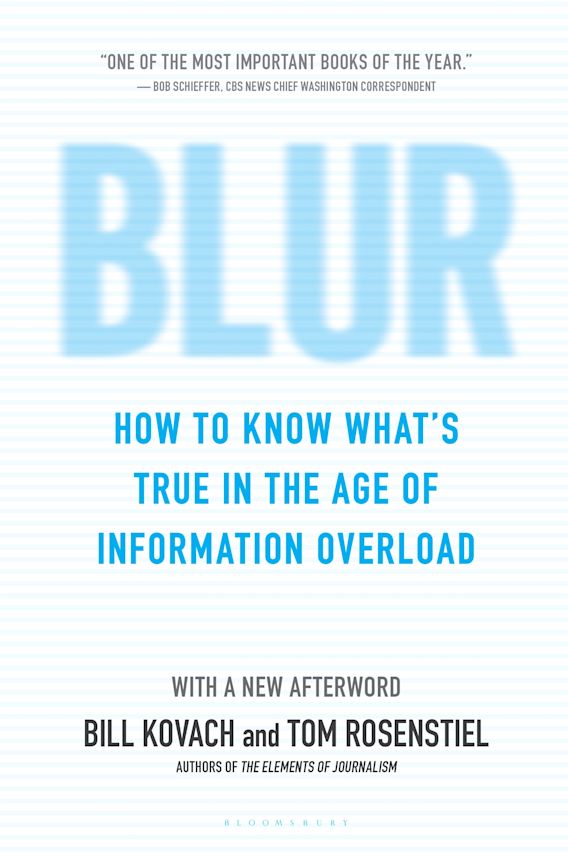 “ONE OF THE MOST IMPORTANT BOOKS OF THE YEAR.”
— BOB SCHIEFFER, CBS NEWS CHIEF WASHINGTON CORRESPONDENT
BLUR
HOW TO KNOW WHAT’S
TRUE IN THE AGE OF
INFORMATION OVERLOAD
WITH A NEW AFTERWORD
BILL KOVACH and TOM ROSENSTIEL
AUTHORS OF THE ELEMENTS OF JOURNALISM
BLOOMSBURY